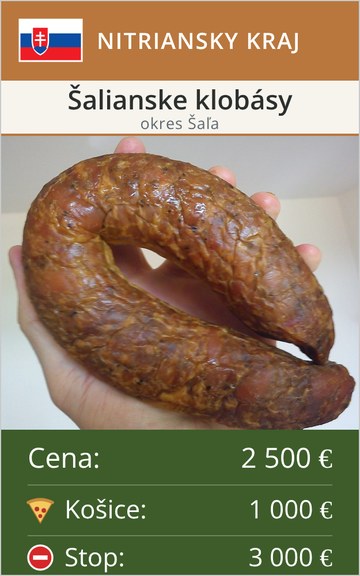 NITRIANSKY KRAJ
Šalianske klobásy
okres Šaľa
Cena: 2 500 €
Košice: 1 000 €
Stop: 3 000 €